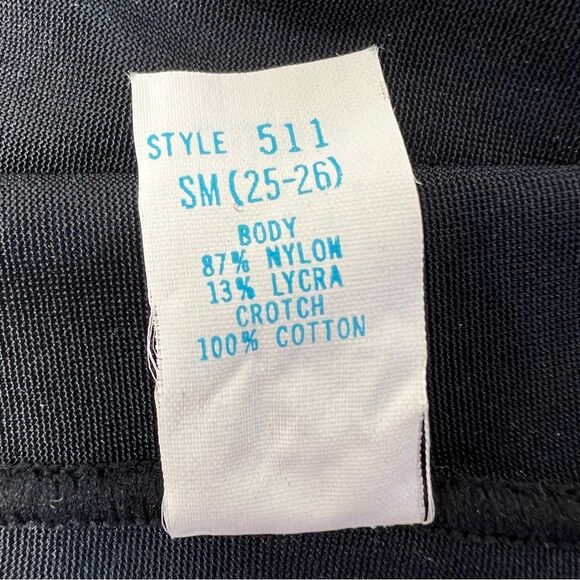 STYLE 511
SM (25-26)
BODY
87% NYLON
13% LYCRA
CROTCH
100% COTTON